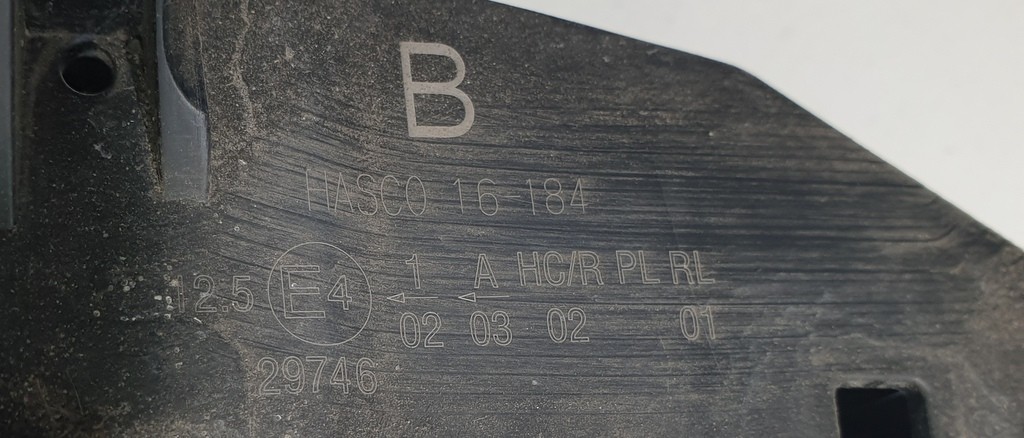 B
HASCO 16-184
12.5 E4 1 A HC/R PL RL
← ←
02 03 02 01
29746